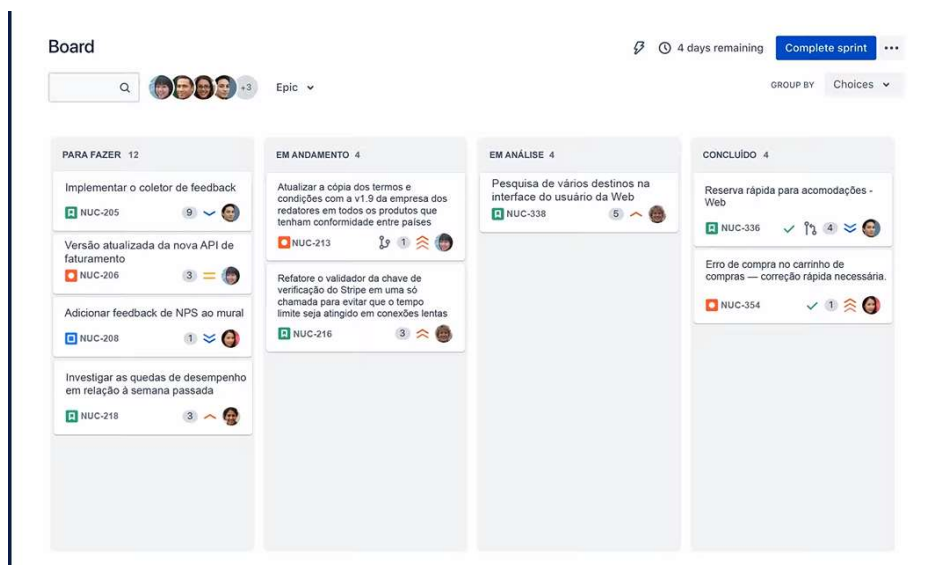 Board
4 days remaining
Complete sprint
+3
Epic
GROUP BY
Choices
PARA FAZER 12
Implementar o coletor de feedback
NUC-205
9
Versão atualizada da nova API de
faturamento
NUC-206
3
Adicionar feedback de NPS ao mural
NUC-208
1
Investigar as quedas de desempenho
em relação à semana passada
NUC-218
3
EM ANDAMENTO 4
Atualizar a cópia dos termos e
condições com a v1.9 da empresa dos
redatores em todos os produtos que
tenham conformidade entre países
NUC-213
1
Refatore o validador da chave de
verificação do Stripe em uma só
chamada para evitar que o tempo
limite seja atingido em conexões lentas
NUC-216
3
EM ANÁLISE 4
Pesquisa de vários destinos na
interface do usuário da Web
NUC-338
5
CONCLUÍDO 4
Reserva rápida para acomodações -
Web
NUC-336
4
Erro de compra no carrinho de
compras — correção rápida necessária.
NUC-354
1